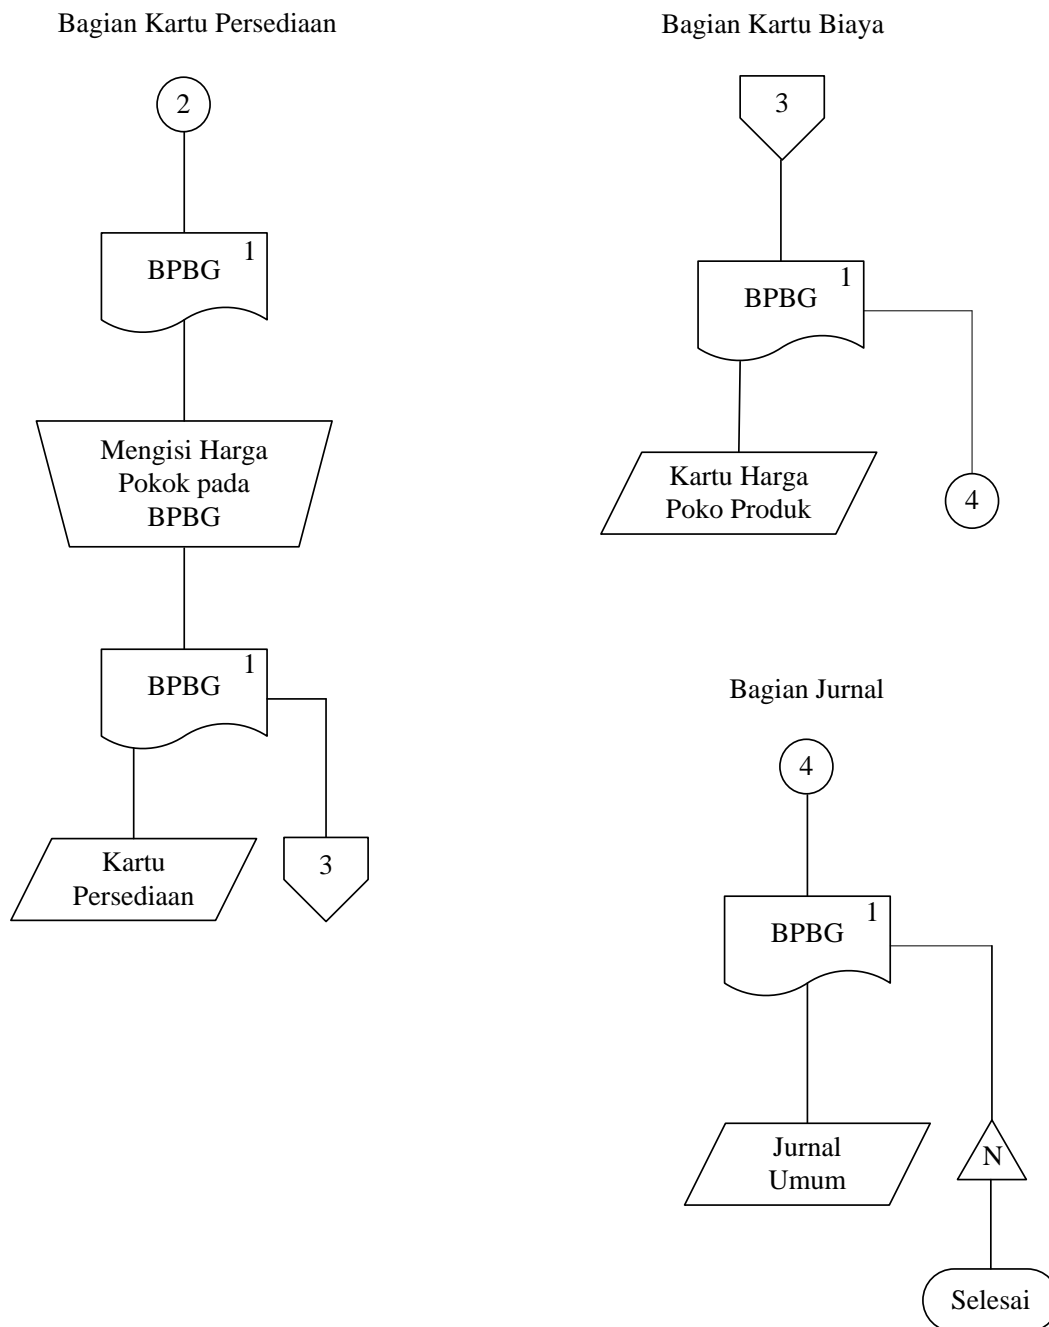 Bagian Kartu Persediaan
2
1
BPBG
Mengisi Harga
Pokok pada
BPBG
1
BPBG
Kartu
Persediaan
3
Bagian Kartu Biaya
3
1
BPBG
Kartu Harga
Poko Produk
4
Bagian Jurnal
4
1
BPBG
Jurnal
Umum
N
Selesai